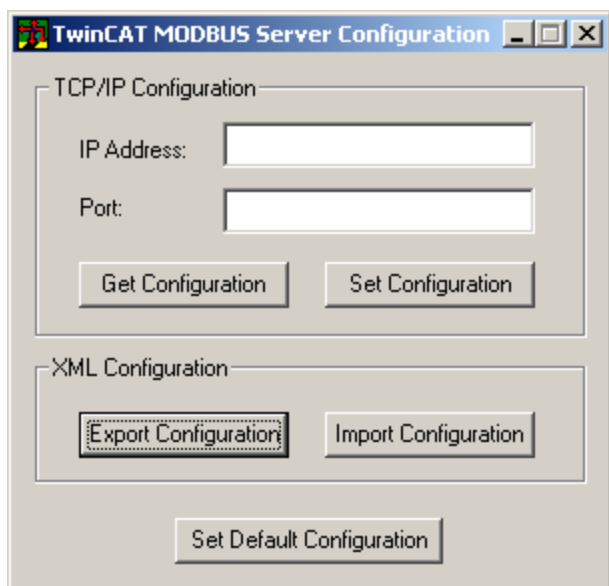 TwinCAT MODBUS Server Configuration
TCP/IP Configuration
IP Address:
Port:
Get Configuration Set Configuration
XML Configuration
Export Configuration Import Configuration
Set Default Configuration